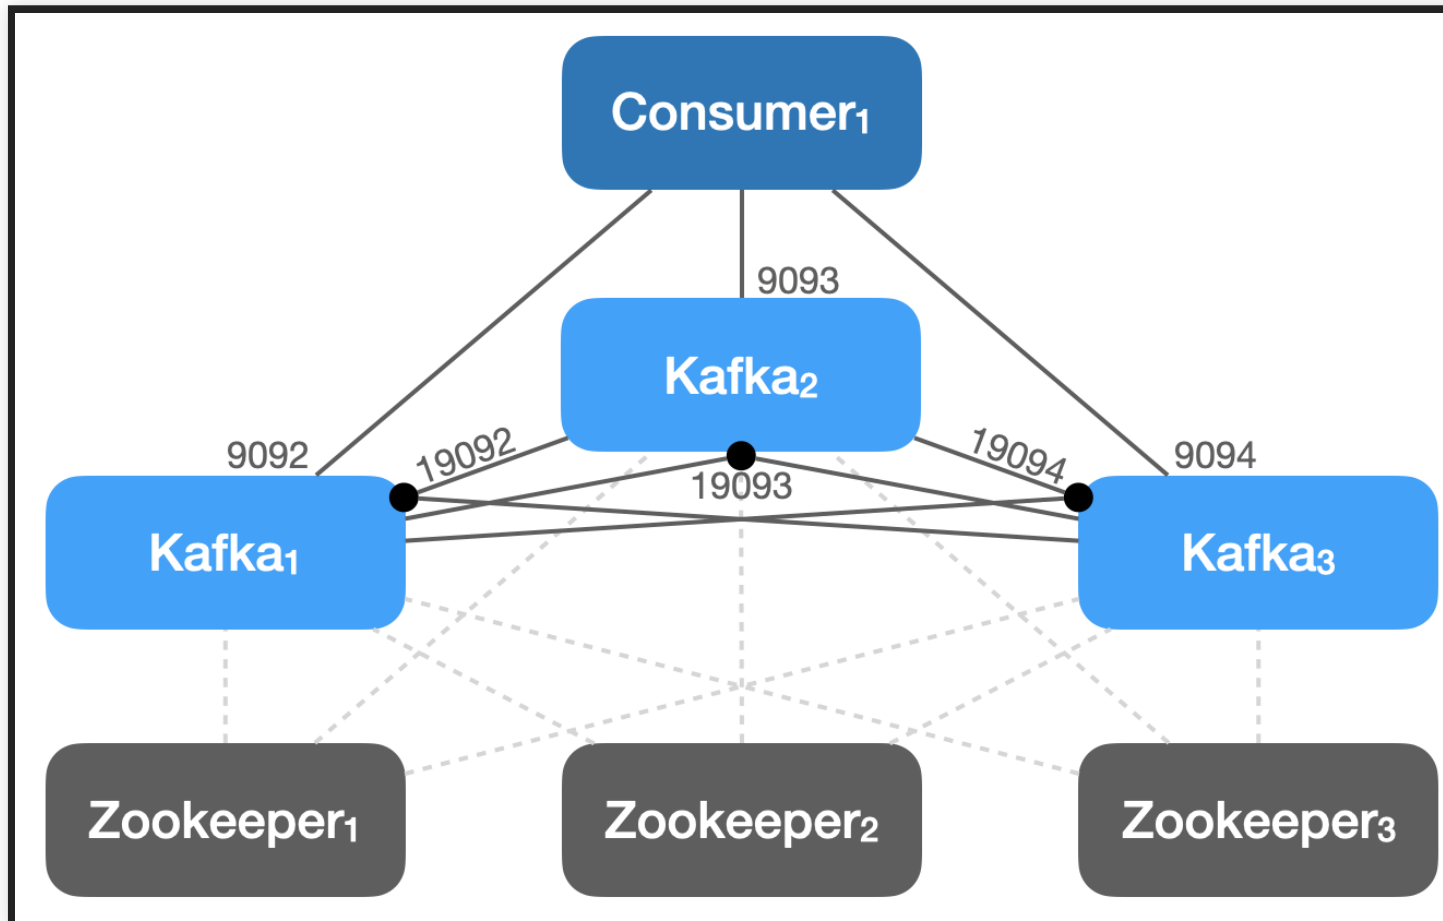 Consumer₁
9093
Kafka₂
9092
19092
19094
9094
19093
Kafka₁
Kafka₃
Zookeeper₁
Zookeeper₂
Zookeeper₃